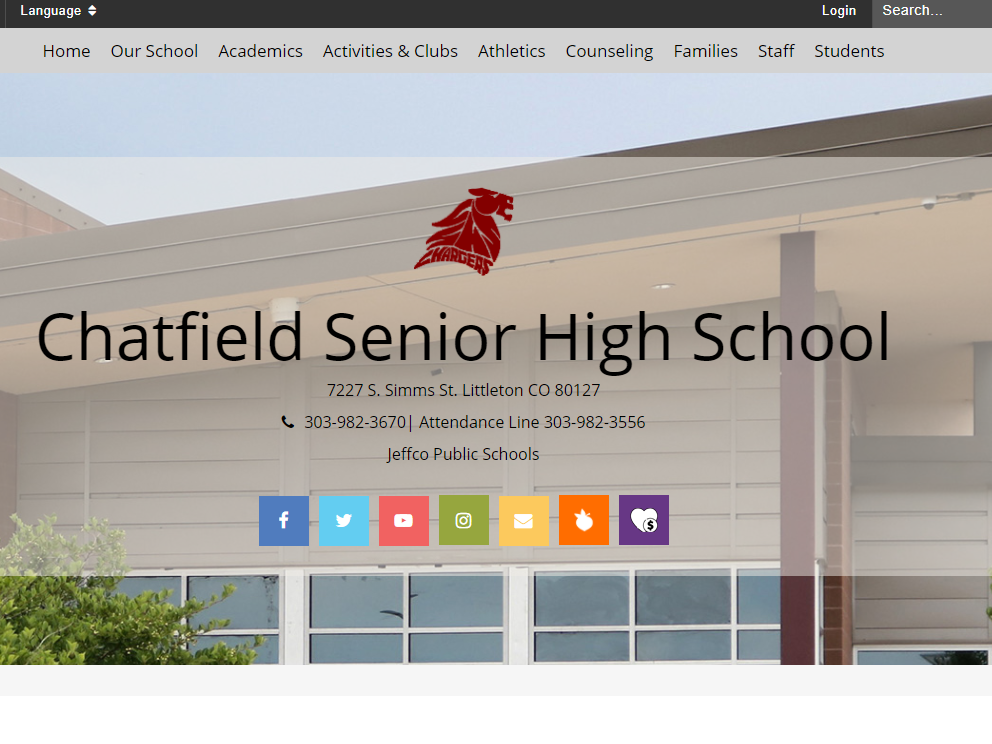 Language
Login
Search...
Home Our School Academics Activities & Clubs Athletics Counseling Families Staff Students
CHARGERS
Chatfield Senior High School
7227 S. Simms St. Littleton CO 80127
303-982-3670| Attendance Line 303-982-3556
Jeffco Public Schools
$